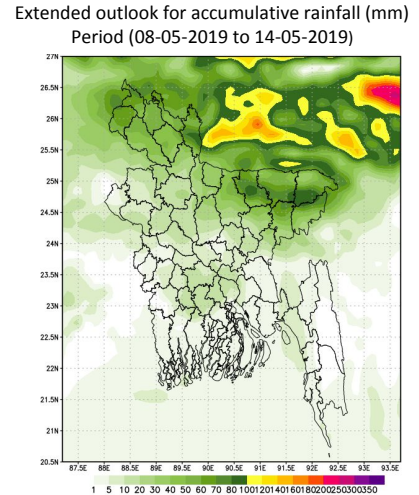 Extended outlook for accumulative rainfall (mm)
Period (08-05-2019 to 14-05-2019)
27N
26.5N
26N
25.5N
25N
24.5N
24N
23.5N
23N
22.5N
22N
21.5N
21N
20.5N
87.5E 88E 88.5E 89E 89.5E 90E 90.5E 91E 91.5E 92E 92.5E 93E 93.5E
1 5 10 20 30 40 50 60 70 80 100 120 140 160 180 200 250 300 350